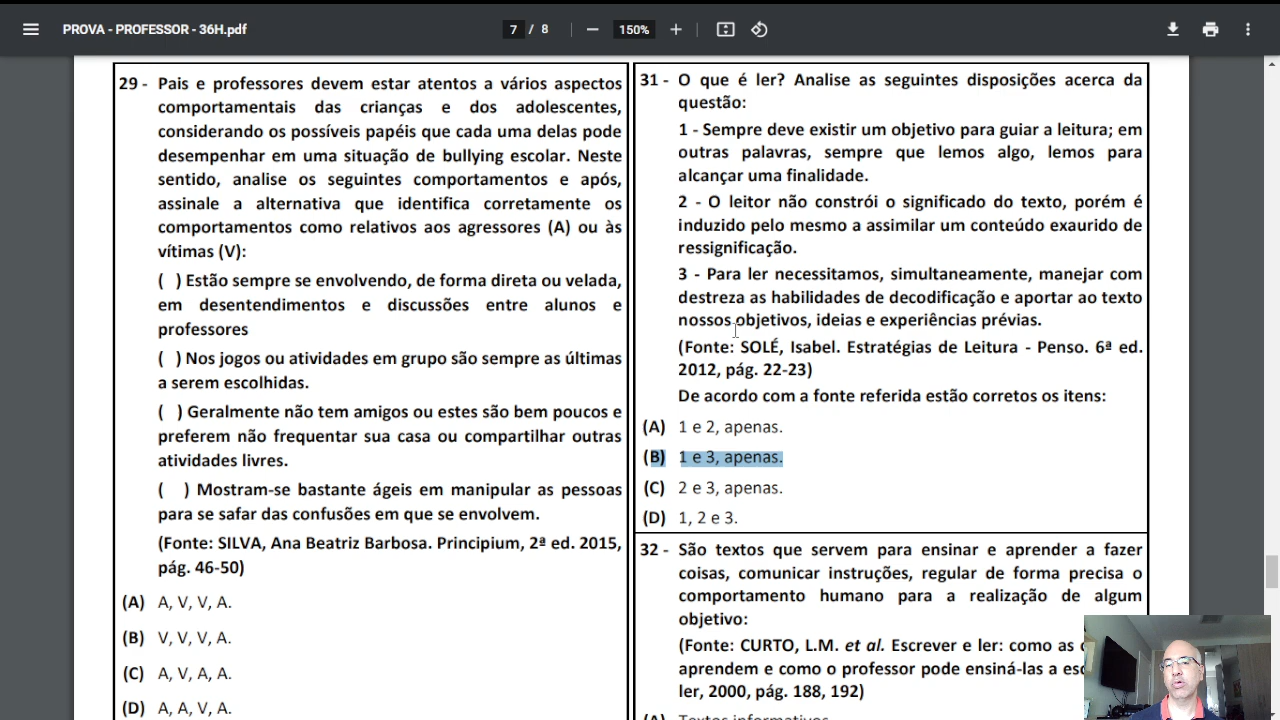 PROVA - PROFESSOR - 36H.pdf
7 / 8
150%
29 - Pais e professores devem estar atentos a vários aspectos
comportamentais das crianças e dos adolescentes,
considerando os possíveis papéis que cada uma delas pode
desempenhar em uma situação de bullying escolar. Neste
sentido, analise os seguintes comportamentos e após,
assinale a alternativa que identifica corretamente os
comportamentos como relativos aos agressores (A) ou às
vítimas (V):
( ) Estão sempre se envolvendo, de forma direta ou velada,
em desentendimentos e discussões entre alunos e
professores
( ) Nos jogos ou atividades em grupo são sempre as últimas
a serem escolhidas.
( ) Geralmente não tem amigos ou estes são bem poucos e
preferem não frequentar sua casa ou compartilhar outras
atividades livres.
( ) Mostram-se bastante ágeis em manipular as pessoas
para se safar das confusões em que se envolvem.
(Fonte: SILVA, Ana Beatriz Barbosa. Principium, 2ª ed. 2015,
pág. 46-50)
(A) A, V, V, A.
(B) V, V, V, A.
(C) A, V, A, A.
(D) A, A, V, A.
31 - O que é ler? Analise as seguintes disposições acerca da
questão:
1 - Sempre deve existir um objetivo para guiar a leitura; em
outras palavras, sempre que lemos algo, lemos para
alcançar uma finalidade.
2 - O leitor não constrói o significado do texto, porém é
induzido pelo mesmo a assimilar um conteúdo exaurido de
ressignificação.
3 - Para ler necessitamos, simultaneamente, manejar com
destreza as habilidades de decodificação e aportar ao texto
nossos objetivos, ideias e experiências prévias.
(Fonte: SOLÉ, Isabel. Estratégias de Leitura - Penso. 6ª ed.
2012, pág. 22-23)
De acordo com a fonte referida estão corretos os itens:
(A) 1 e 2, apenas.
(B) 1 e 3, apenas.
(C) 2 e 3, apenas.
(D) 1, 2 e 3.
32 - São textos que servem para ensinar e aprender a fazer
coisas, comunicar instruções, regular de forma precisa o
comportamento humano para a realização de algum
objetivo:
(Fonte: CURTO, L.M. et al. Escrever e ler: como as
aprendem e como o professor pode ensiná-las a
ler, 2000, pág. 188, 192)
(A) Textos informativos